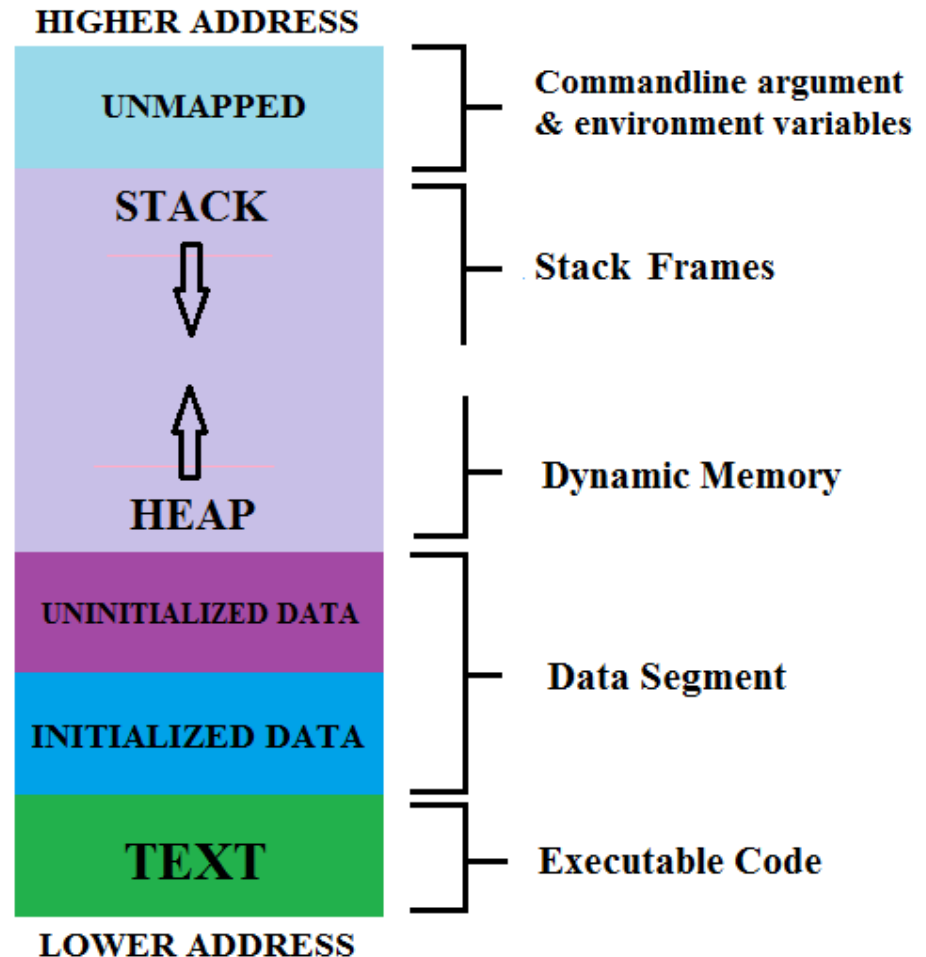 HIGHER ADDRESS
UNMAPPED
Commandline argument
& environment variables
STACK
Stack Frames
HEAP
Dynamic Memory
UNINITIALIZED DATA
Data Segment
INITIALIZED DATA
TEXT
Executable Code
LOWER ADDRESS